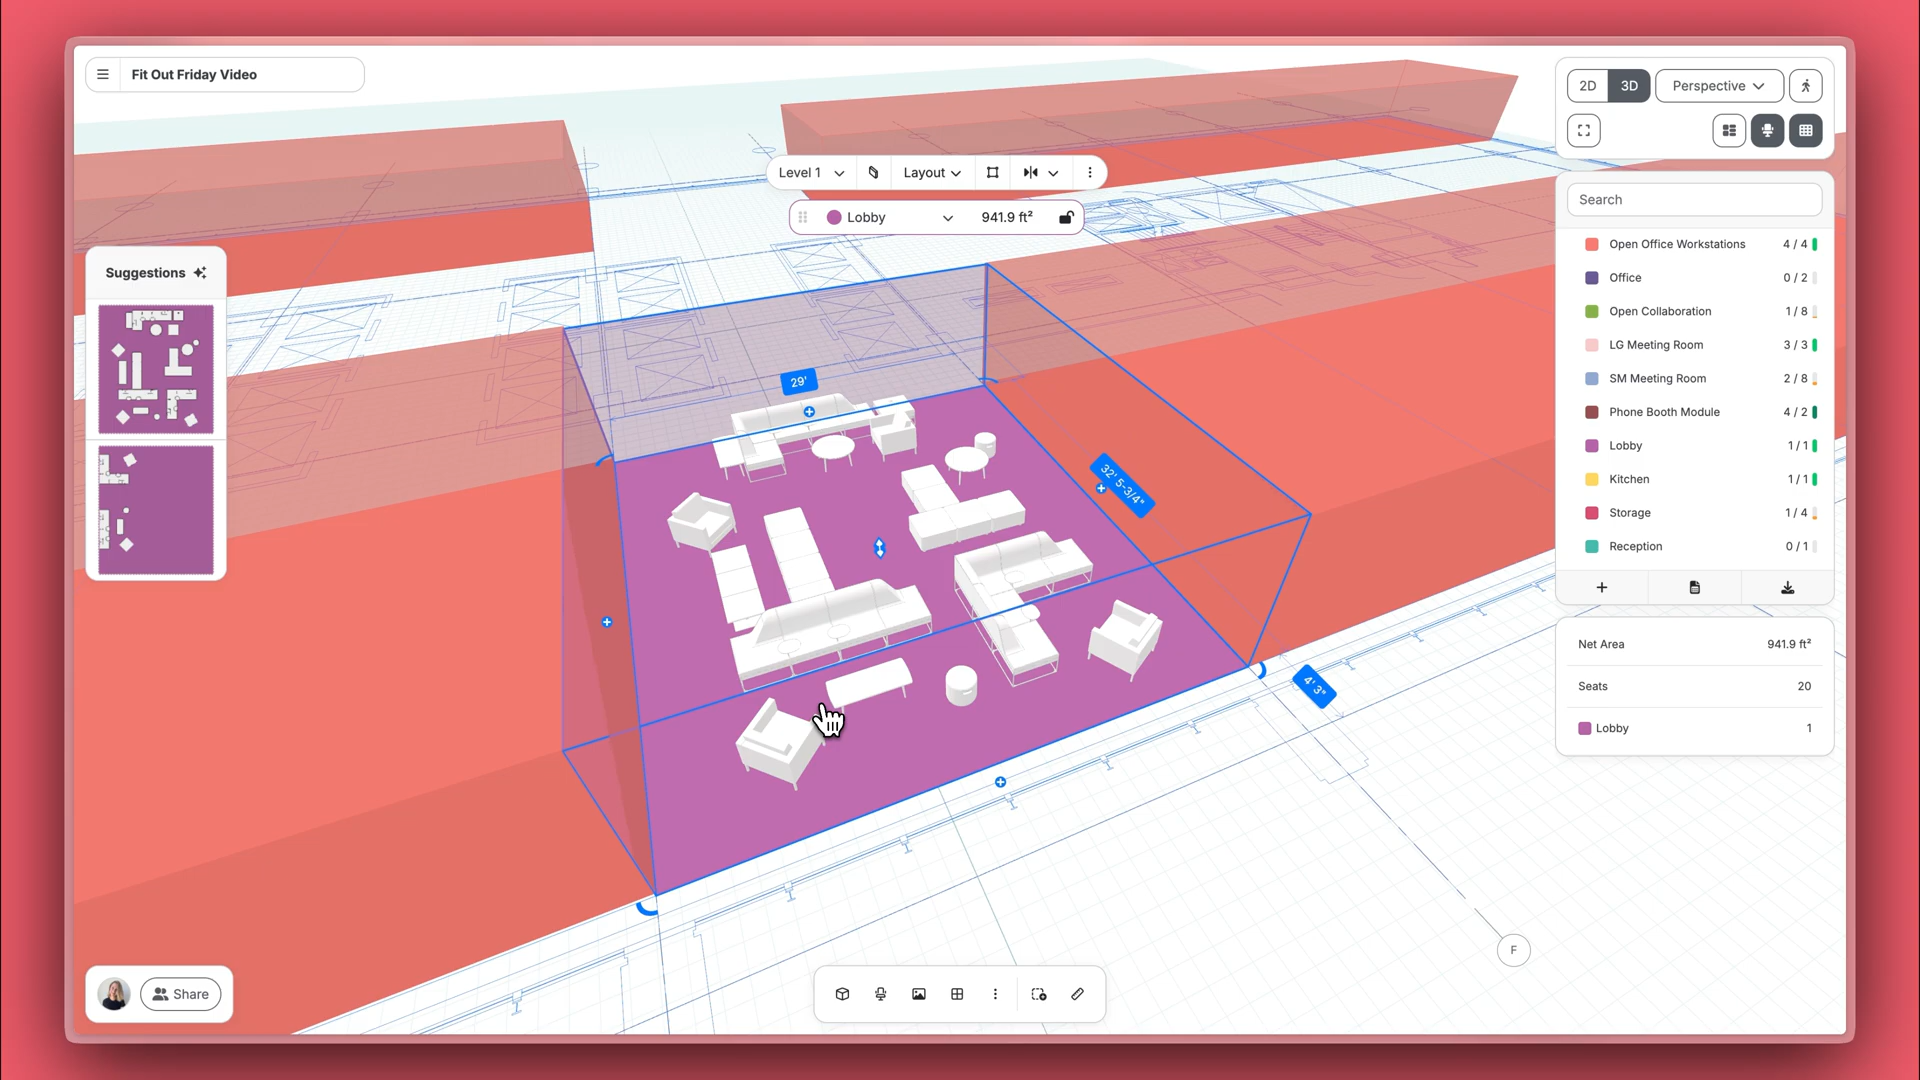 Fit Out Friday Video
2D 3D Perspective
Level 1 Layout
Lobby 941.9 ft²
Search
Open Office Workstations 4 / 4
Office 0 / 2
Open Collaboration 1 / 8
LG Meeting Room 3 / 3
SM Meeting Room 2 / 8
Phone Booth Module 4 / 2
Lobby 1 / 1
Kitchen 1 / 1
Storage 1 / 4
Reception 0 / 1
Suggestions
29'
32' 5-3/4"
4' 3"
Net Area 941.9 ft²
Seats 20
Lobby 1
F
Share